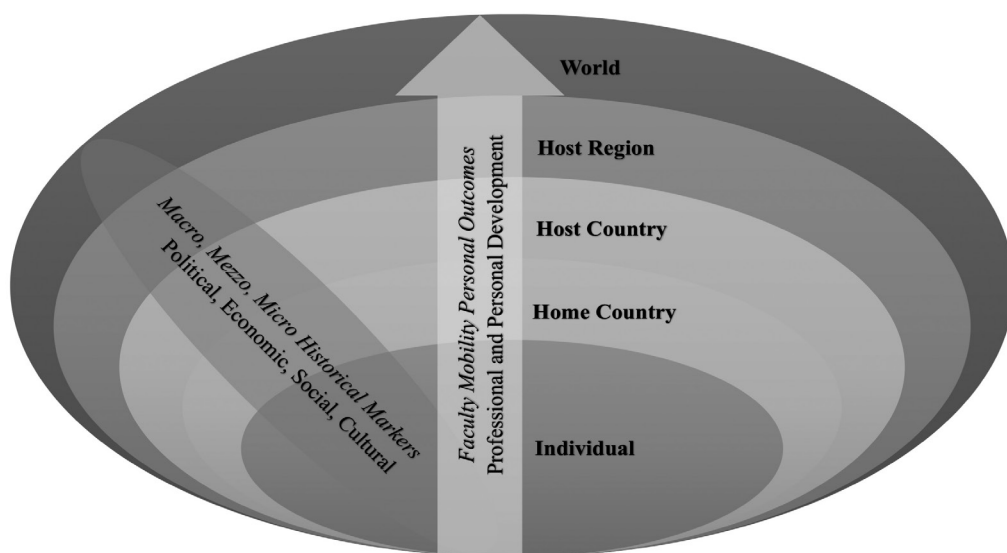 World
Host Region
Host Country
Home Country
Individual
Faculty Mobility Personal Outcomes
Professional and Personal Development
Macro, Mezzo, Micro Historical Markers
Political, Economic, Social, Cultural